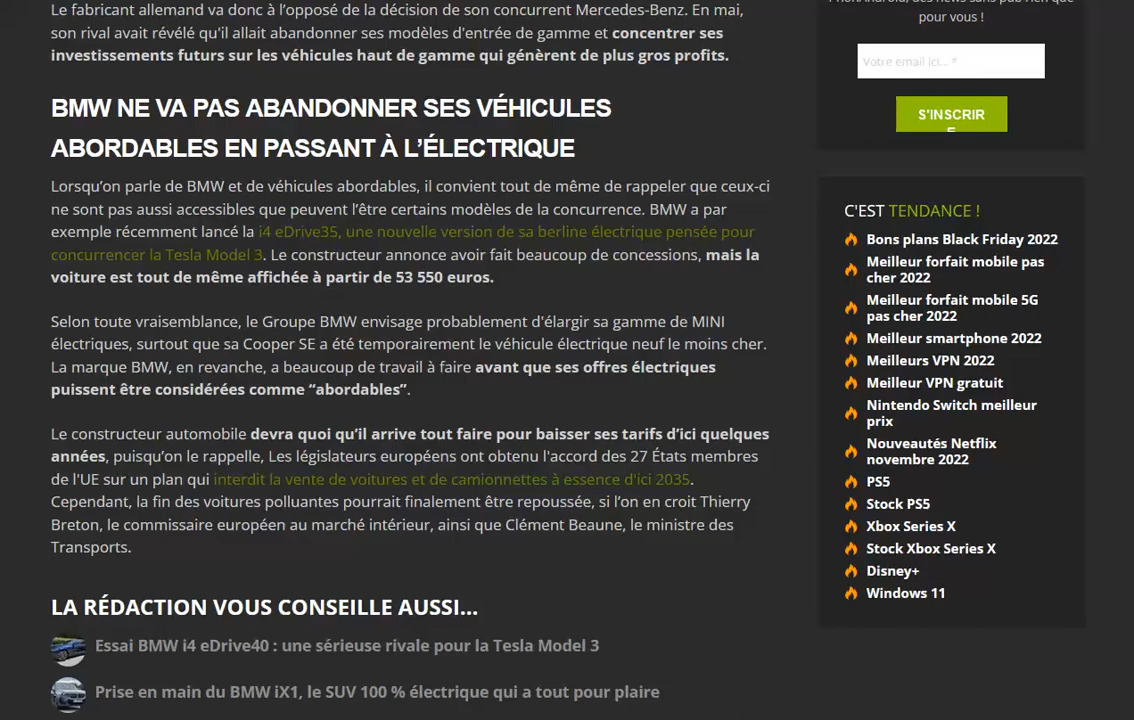 Le fabricant allemand va donc à l’opposé de la décision de son concurrent Mercedes-Benz. En mai,
son rival avait révélé qu'il allait abandonner ses modèles d'entrée de gamme et concentrer ses
investissements futurs sur les véhicules haut de gamme qui génèrent de plus gros profits.
BMW NE VA PAS ABANDONNER SES VÉHICULES
ABORDABLES EN PASSANT À L’ÉLECTRIQUE
Lorsqu’on parle de BMW et de véhicules abordables, il convient tout de même de rappeler que ceux-ci
ne sont pas aussi accessibles que peuvent l’être certains modèles de la concurrence. BMW a par
exemple récemment lancé la i4 eDrive35, une nouvelle version de sa berline électrique pensée pour
concurrencer la Tesla Model 3. Le constructeur annonce avoir fait beaucoup de concessions, mais la
voiture est tout de même affichée à partir de 53 550 euros.
Selon toute vraisemblance, le Groupe BMW envisage probablement d'élargir sa gamme de MINI
électriques, surtout que sa Cooper SE a été temporairement le véhicule électrique neuf le moins cher.
La marque BMW, en revanche, a beaucoup de travail à faire avant que ses offres électriques
puissent être considérées comme “abordables”.
Le constructeur automobile devra quoi qu’il arrive tout faire pour baisser ses tarifs d’ici quelques
années, puisqu’on le rappelle, Les législateurs européens ont obtenu l'accord des 27 États membres
de l'UE sur un plan qui interdit la vente de voitures et de camionnettes à essence d'ici 2035.
Cependant, la fin des voitures polluantes pourrait finalement être repoussée, si l’on en croit Thierry
Breton, le commissaire européen au marché intérieur, ainsi que Clément Beaune, le ministre des
Transports.
LA RÉDACTION VOUS CONSEILLE AUSSI...
Essai BMW i4 eDrive40 : une sérieuse rivale pour la Tesla Model 3
Prise en main du BMW iX1, le SUV 100 % électrique qui a tout pour plaire
PhonAndroid, des news sans pub rien que
pour vous !
Votre email ici... *
S'INSCRIR
E
C'EST TENDANCE !
Bons plans Black Friday 2022
Meilleur forfait mobile pas
cher 2022
Meilleur forfait mobile 5G
pas cher 2022
Meilleur smartphone 2022
Meilleurs VPN 2022
Meilleur VPN gratuit
Nintendo Switch meilleur
prix
Nouveautés Netflix
novembre 2022
PS5
Stock PS5
Xbox Series X
Stock Xbox Series X
Disney+
Windows 11